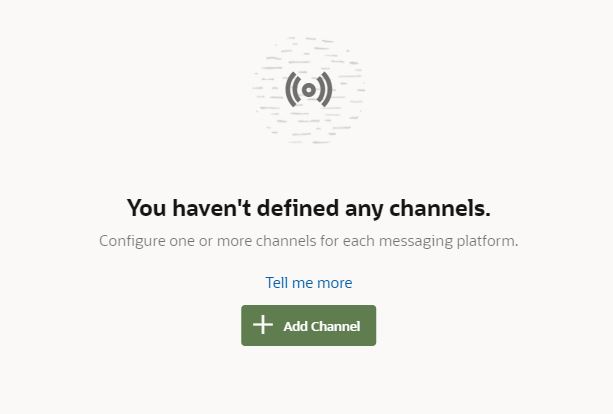 You haven't defined any channels.
Configure one or more channels for each messaging platform.
Tell me more
Add Channel